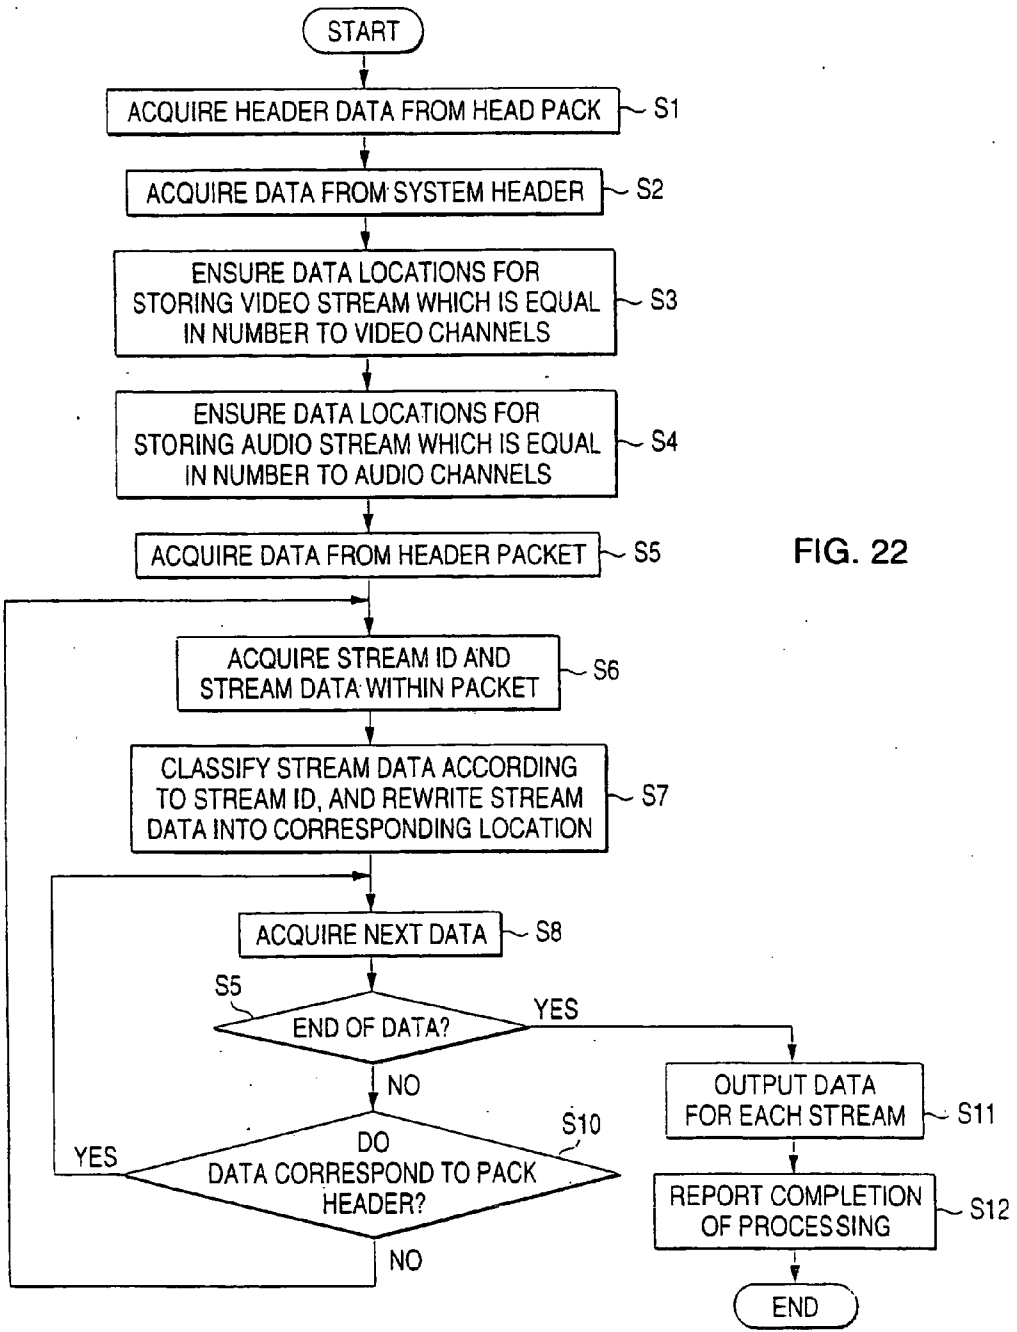 START
ACQUIRE HEADER DATA FROM HEAD PACK
S1
ACQUIRE DATA FROM SYSTEM HEADER
S2
ENSURE DATA LOCATIONS FOR
STORING VIDEO STREAM WHICH IS EQUAL
IN NUMBER TO VIDEO CHANNELS
S3
ENSURE DATA LOCATIONS FOR
STORING AUDIO STREAM WHICH IS EQUAL
IN NUMBER TO AUDIO CHANNELS
S4
ACQUIRE DATA FROM HEADER PACKET
S5
FIG. 22
ACQUIRE STREAM ID AND
STREAM DATA WITHIN PACKET
S6
CLASSIFY STREAM DATA ACCORDING
TO STREAM ID, AND REWRITE STREAM
DATA INTO CORRESPONDING LOCATION
S7
ACQUIRE NEXT DATA
S8
S5
END OF DATA?
YES
NO
OUTPUT DATA
FOR EACH STREAM
S11
S10
DO
DATA CORRESPOND TO PACK
HEADER?
YES
NO
REPORT COMPLETION
OF PROCESSING
S12
END